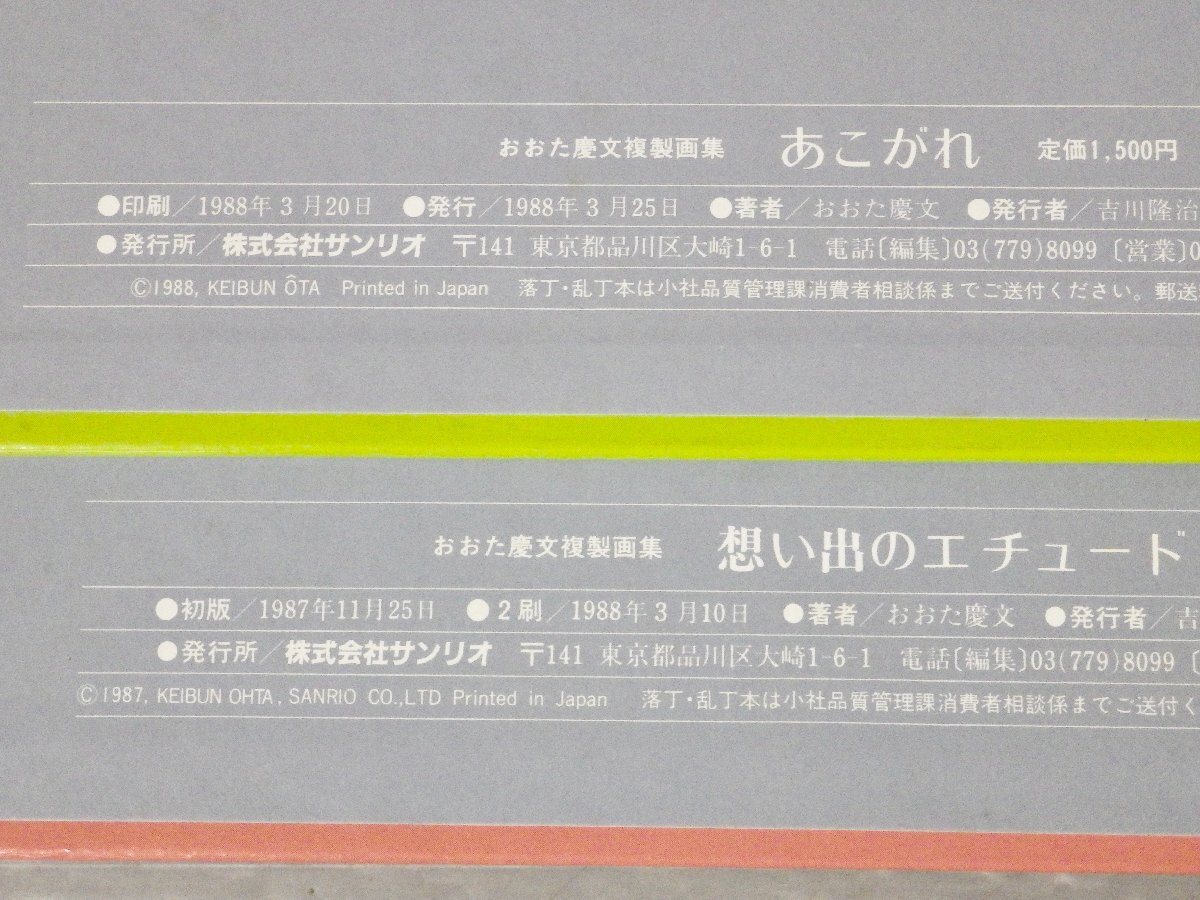 おおた慶文複製画集 あこがれ 定価1,500円
●印刷／1988年3月20日 ●発行／1988年3月25日 ●著者／おおた慶文 ●発行者／吉川隆治
●発行所／株式会社サンリオ 〒141 東京都品川区大崎1-6-1 電話〔編集〕03(779)8099〔営業〕0
©1988, KEIBUN ÔTA Printed in Japan 落丁・乱丁本は小社品質管理課消費者相談係までご送付ください。郵送
おおた慶文複製画集 想い出のエチュード
●初版／1987年11月25日 ●2刷／1988年3月10日 ●著者／おおた慶文 ●発行者／吉
●発行所／株式会社サンリオ 〒141 東京都品川区大崎1-6-1 電話〔編集〕03(779)8099〔
©1987, KEIBUN OHTA, SANRIO CO.,LTD Printed in Japan 落丁・乱丁本は小社品質管理課消費者相談係までご送付く